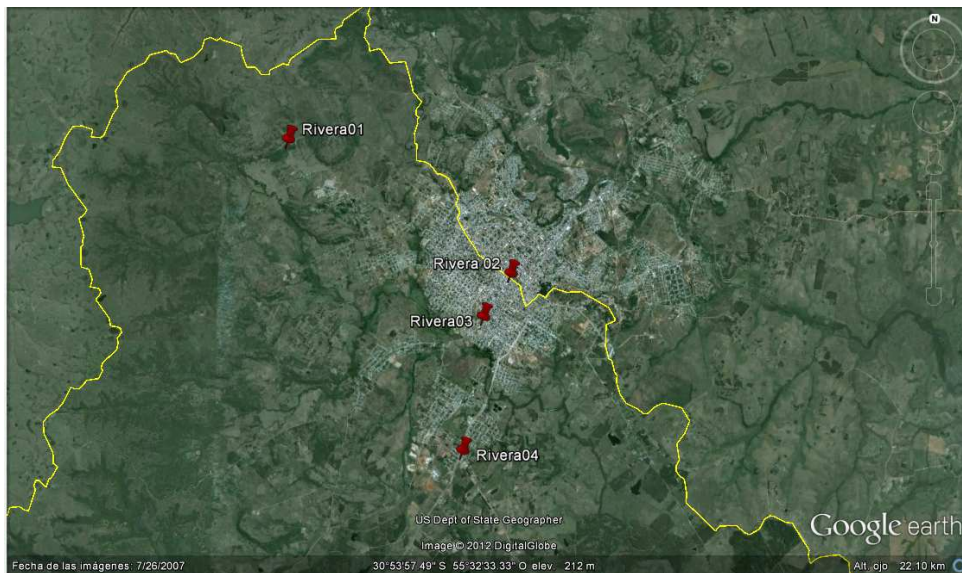 N
Rivera01
Rivera 02
Rivera03
Rivera04
US Dept of State Geographer
Image © 2012 DigitalGlobe
Google earth
Fecha de las imágenes: 7/26/2007 30°53'57.49" S 55°32'33.33" O elev. 212 m Alt. ojo 22.10 km